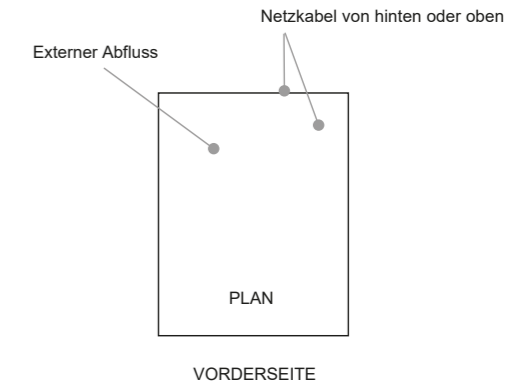 Netzkabel von hinten oder oben
Externer Abfluss
PLAN
VORDERSEITE